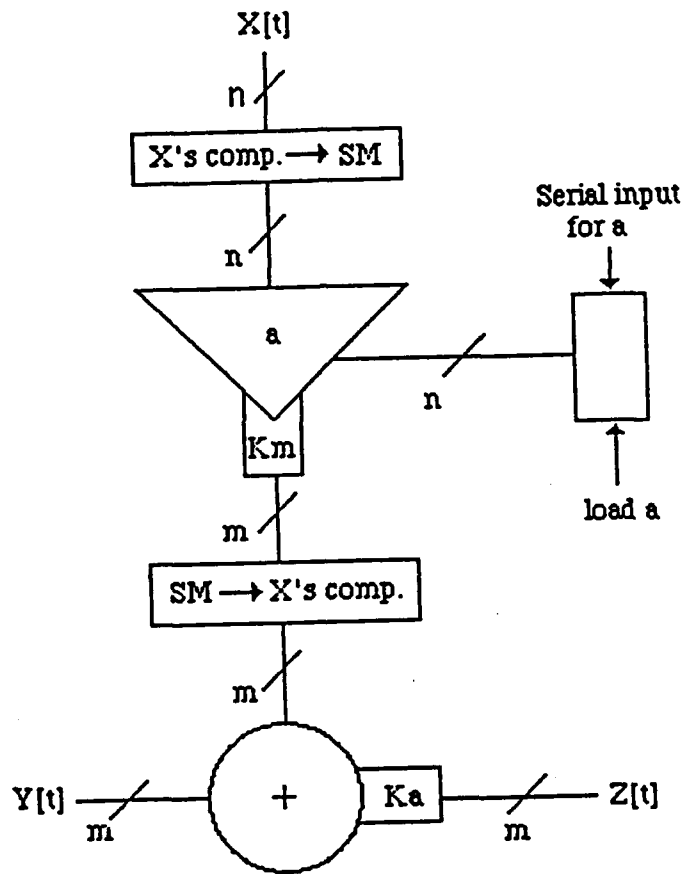 X[t]
n
X's comp. → SM
n
Serial input
for a
a
n
Km
load a
m
SM → X's comp.
m
Y[t]
m
+
Ka
m
Z[t]